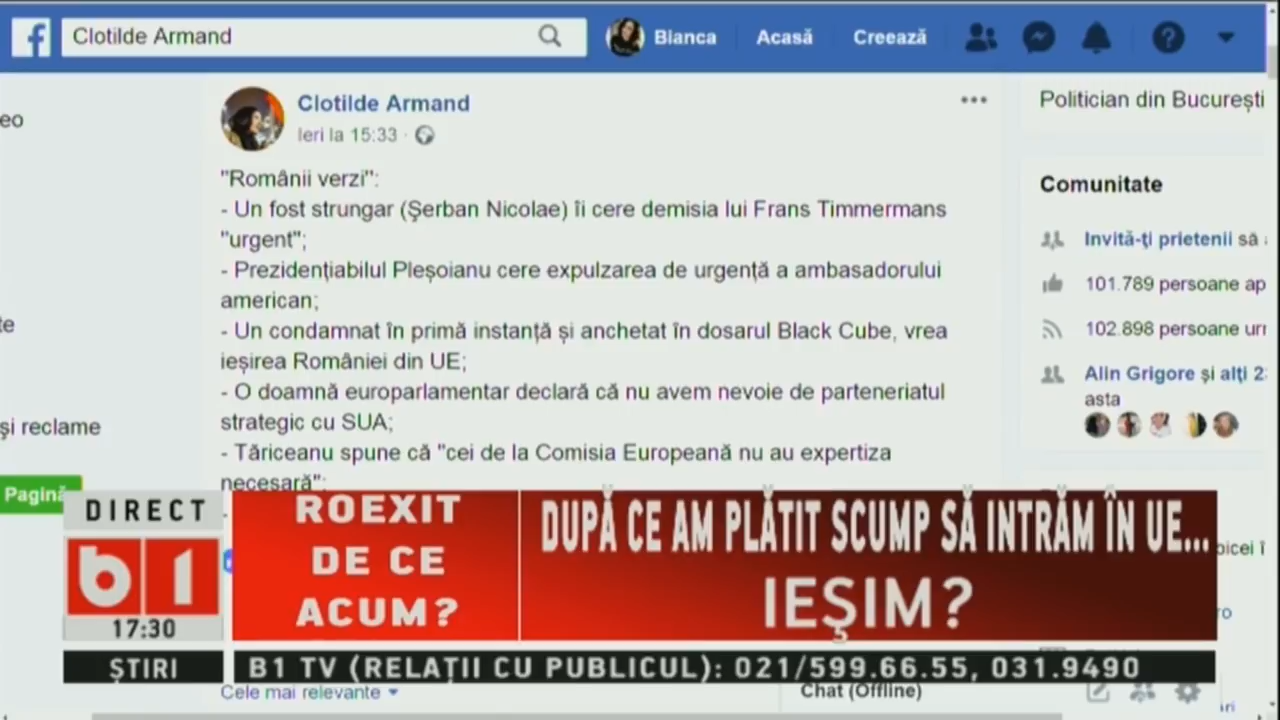 Clotilde Armand
Bianca
Acasă
Creează
Clotilde Armand
Ieri la 15:33
"Românii verzi":
- Un fost strungar (Şerban Nicolae) îi cere demisia lui Frans Timmermans
"urgent";
- Prezidențiabilul Pleșoianu cere expulzarea de urgență a ambasadorului
american;
- Un condamnat în primă instanță și anchetat în dosarul Black Cube, vrea
ieșirea României din UE;
- O doamnă europarlamentar declară că nu avem nevoie de parteneriatul
strategic cu SUA;
- Tăriceanu spune că "cei de la Comisia Europeană nu au expertiza
necesară":
eo
te
și reclame
Pagină
Politician din București
Comunitate
Invită-ţi prietenii să
101.789 persoane ap
102.898 persoane urr
Alin Grigore și alți 2
asta
DIRECT
b1
17:30
ȘTIRI
ROEXIT
DE CE
ACUM?
DUPĂ CE AM PLĂTIT SCUMP SĂ INTRĂM ÎN UE...
IEŞIM?
B1 TV (RELAȚII CU PUBLICUL): 021/599.66.55, 031.9490
Cele mai relevante
Chat (Offline)